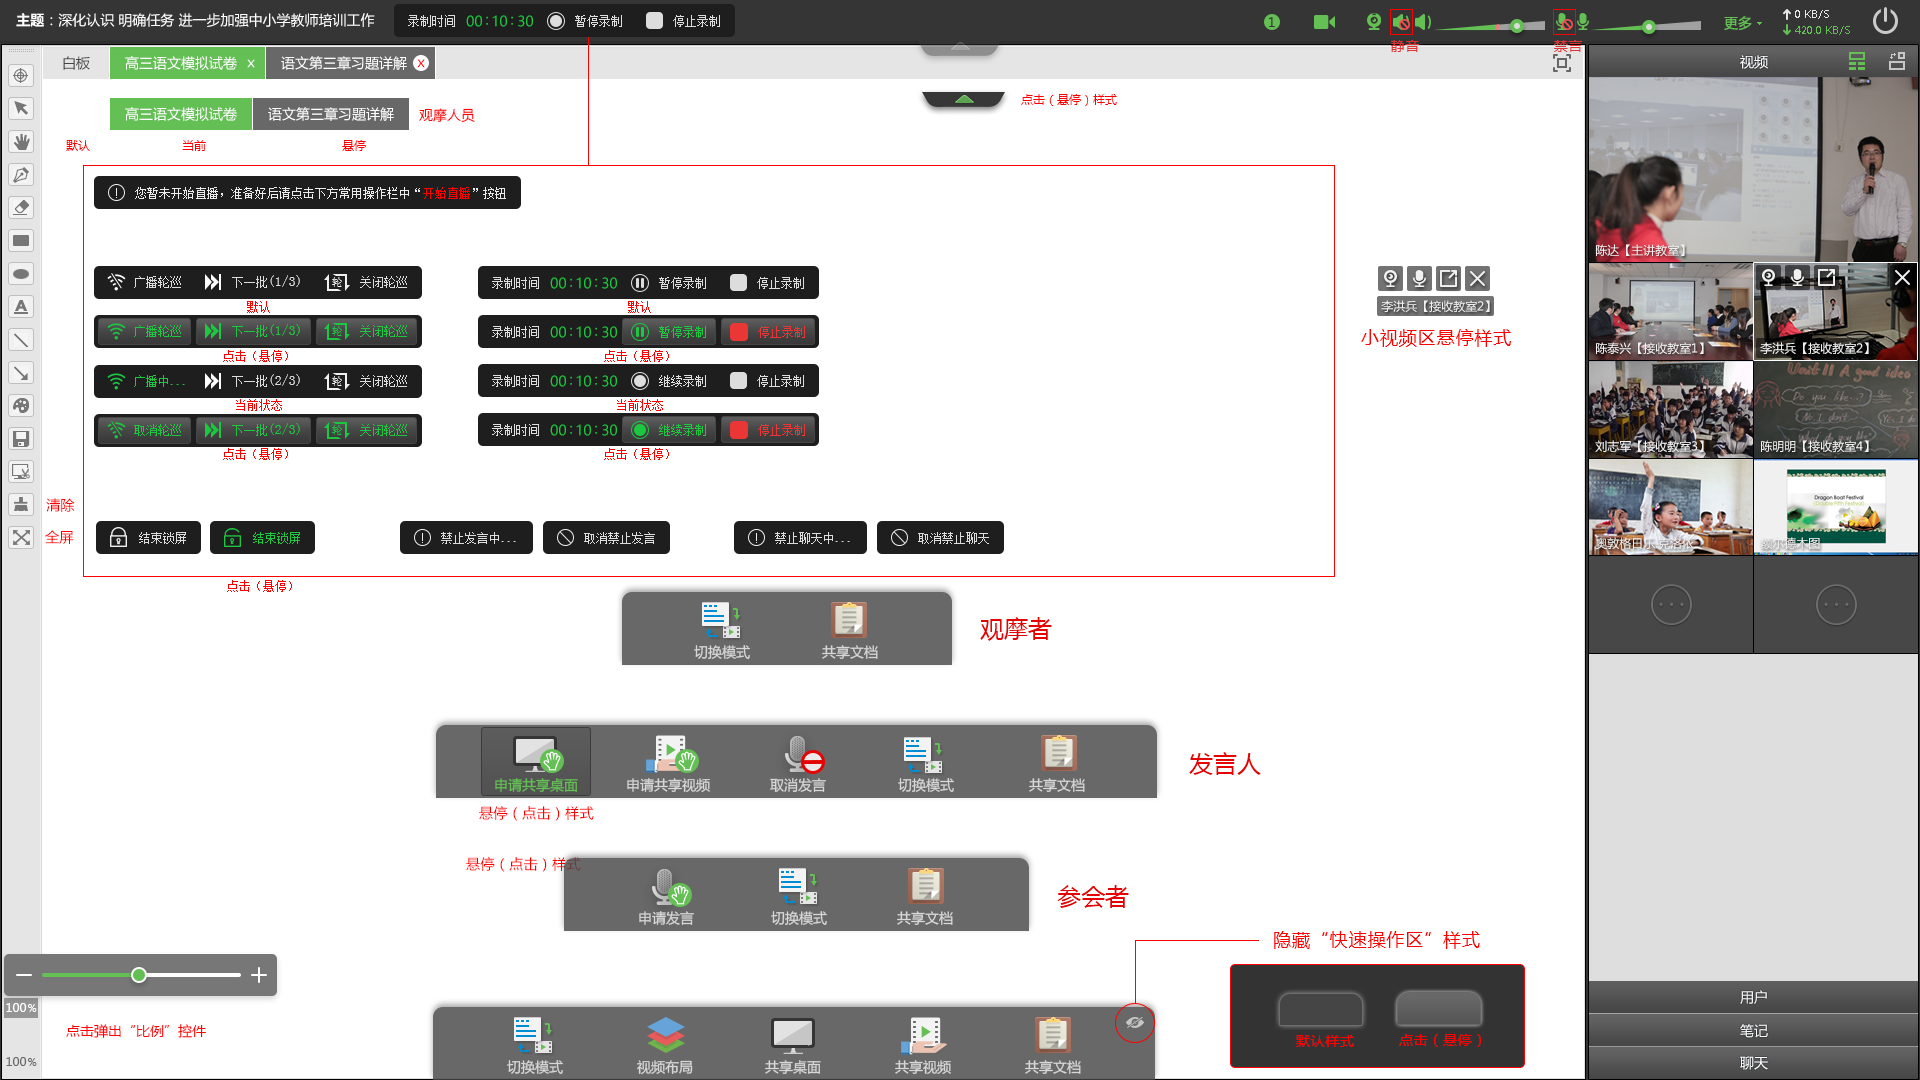 主题：深化认识 明确任务 进一步加强中小学教师培训工作
录制时间 00:10:30 暂停录制 停止录制
1
更多
0 KB/S
420.0 KB/S
静音
禁言
白板
高三语文模拟试卷 x
语文第三章习题详解 x
视频
点击（悬停）样式
高三语文模拟试卷
语文第三章习题详解
观摩人员
默认
当前
悬停
您暂未开始直播，准备好后请点击下方常用操作栏中“开始直播”按钮
陈达【主讲教室】
广播轮巡 下一批(1/3) 轮 关闭轮巡
录制时间 00:10:30 暂停录制 停止录制
默认
默认
李洪兵【接收教室2】
小视频区悬停样式
广播轮巡 下一批(1/3) 轮 关闭轮巡
录制时间 00:10:30 暂停录制 停止录制
点击（悬停）
点击（悬停）
陈泰兴【接收教室1】
李洪兵【接收教室2】
广播中... 下一批(2/3) 轮 关闭轮巡
录制时间 00:10:30 继续录制 停止录制
当前状态
当前状态
Unit 11 A good idea
Do you like...?
No, I don't
取消轮巡 下一批(2/3) 轮 关闭轮巡
录制时间 00:10:30 继续录制 停止录制
点击（悬停）
点击（悬停）
刘志军【接收教室3】
陈明明【接收教室4】
清除
Dragon Boat Festival
全屏
结束锁屏
结束锁屏
禁止发言中...
取消禁止发言
禁止聊天中...
取消禁止聊天
点击（悬停）
切换模式
共享文档
观摩者
申请共享桌面
申请共享视频
取消发言
切换模式
共享文档
发言人
悬停（点击）样式
悬停（点击）样式
申请发言
切换模式
共享文档
参会者
隐藏“快速操作区”样式
100%
点击弹出“比例”控件
默认样式
点击（悬停）
100%
切换模式
视频布局
共享桌面
共享视频
共享文档
用户
笔记
聊天